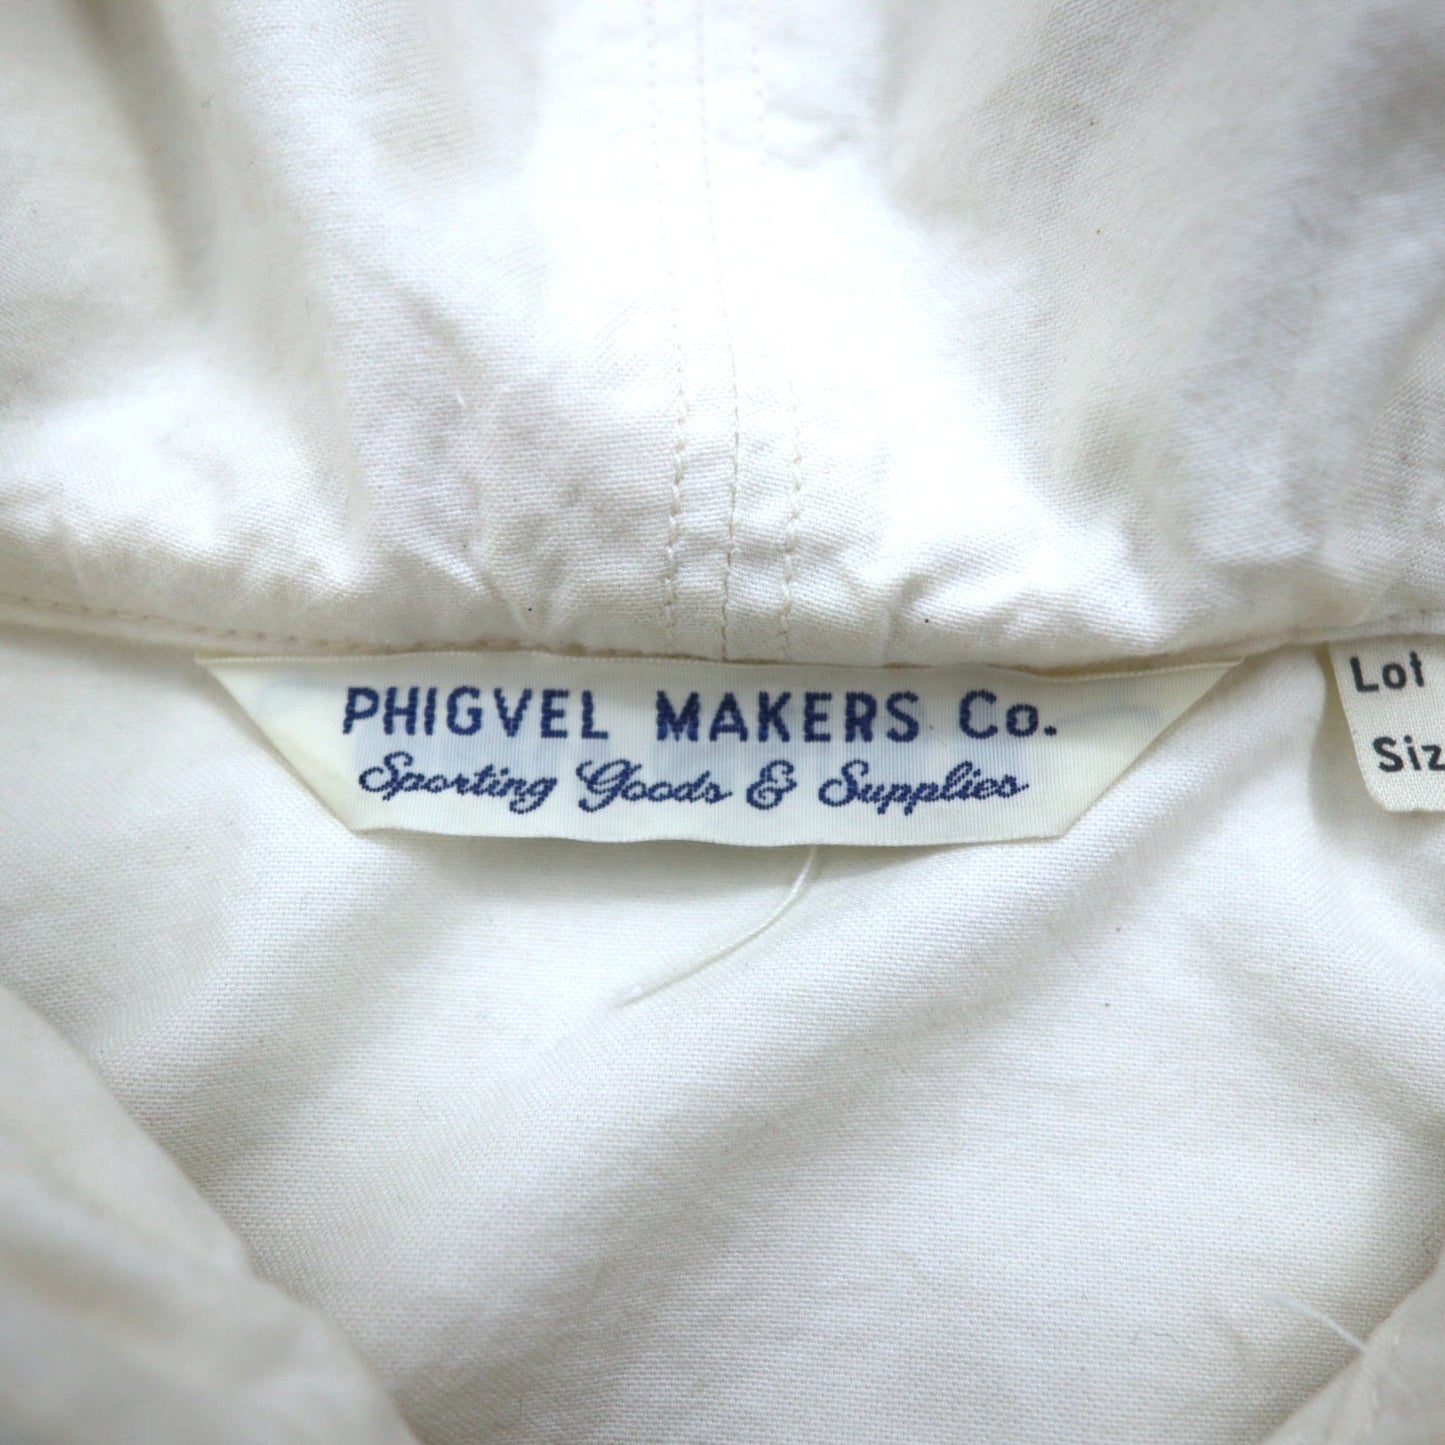 PHIGVEL MAKERS Co.
Sporting Goods & Supplies
Lot
Siz